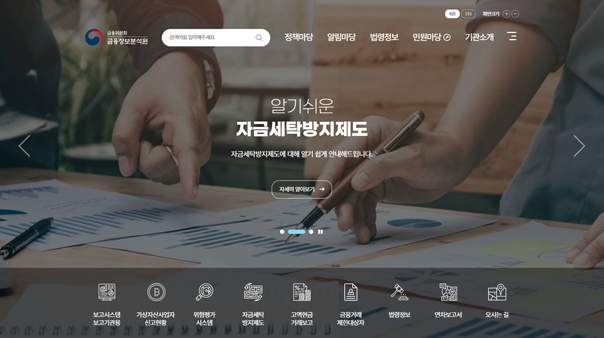 KR
EN
화면크기
금융위원회
금융정보분석원
검색어를 입력해주세요
정책마당
알림마당
법령정보
민원마당
기관소개
알기쉬운
자금세탁방지제도
자금세탁방지제도에 대해 알기 쉽게 안내해드립니다.
자세히 알아보기
보고시스템
보고기관용
가상자산사업자
신고현황
위험평가
시스템
자금세탁
방지제도
고액현금
거래보고
금융거래
제한대상자
법령정보
연차보고서
오시는 길